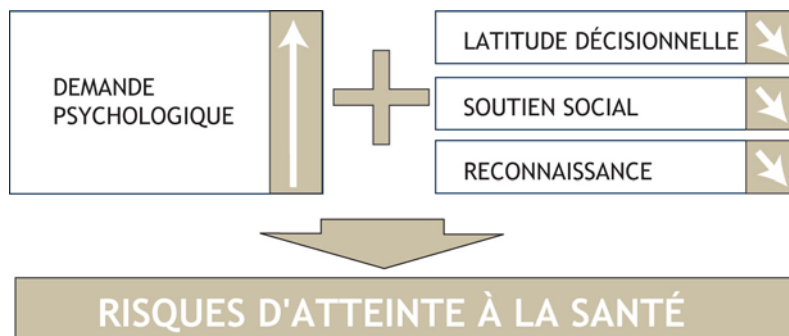 DEMANDE
PSYCHOLOGIQUE
LATITUDE DÉCISIONNELLE
SOUTIEN SOCIAL
RECONNAISSANCE
RISQUES D'ATTEINTE À LA SANTÉ